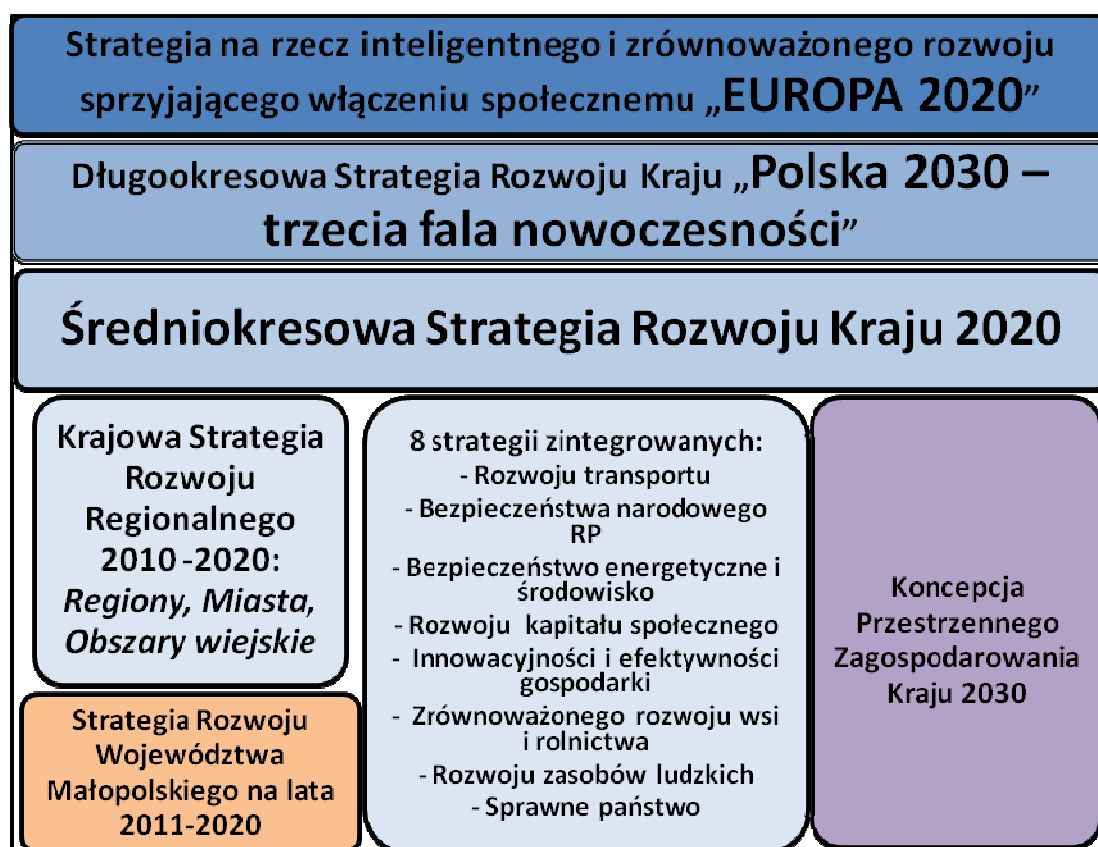 Strategia na rzecz inteligentnego i zrównoważonego rozwoju
sprzyjającego włączeniu społecznemu „EUROPA 2020”
Długookresowa Strategia Rozwoju Kraju „Polska 2030 –
trzecia fala nowoczesności”
Średniokresowa Strategia Rozwoju Kraju 2020
Krajowa Strategia
Rozwoju
Regionalnego
2010 -2020:
Regiony, Miasta,
Obszary wiejskie
Strategia Rozwoju
Województwa
Małopolskiego na lata
2011-2020
8 strategii zintegrowanych:
- Rozwoju transportu
- Bezpieczeństwa narodowego
RP
- Bezpieczeństwo energetyczne i
środowisko
- Rozwoju kapitału społecznego
- Innowacyjności i efektywności
gospodarki
- Zrównoważonego rozwoju wsi
i rolnictwa
- Rozwoju zasobów ludzkich
- Sprawne państwo
Koncepcja
Przestrzennego
Zagospodarowania
Kraju 2030